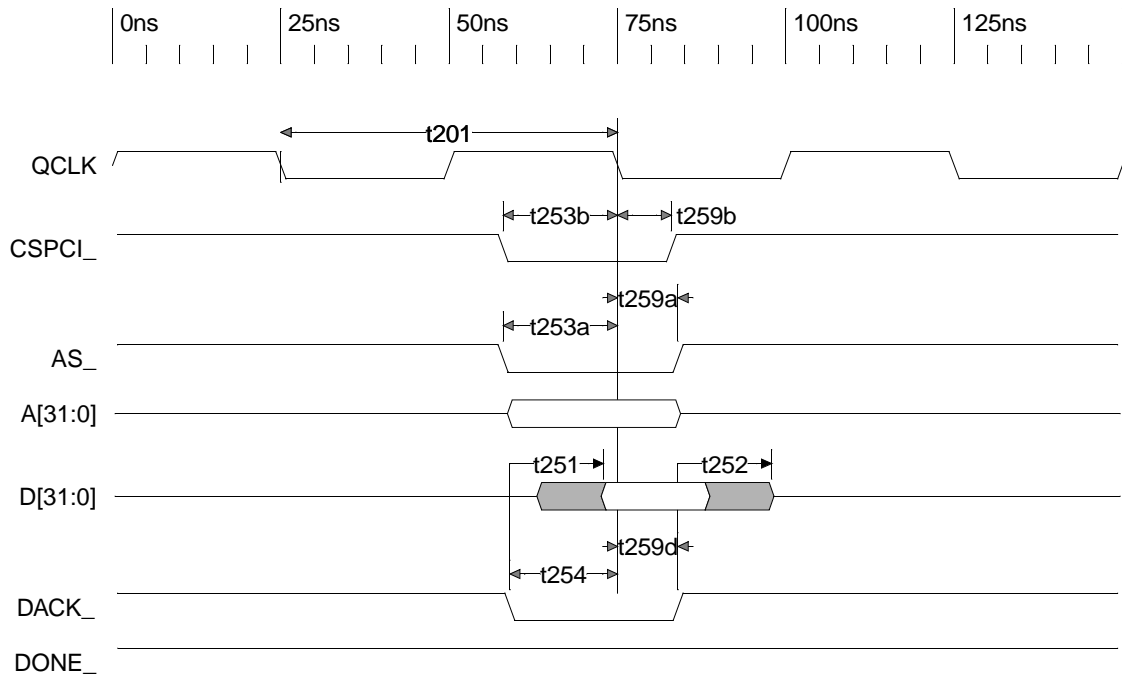 0ns 25ns 50ns 75ns 100ns 125ns
t201
QCLK
t253b t259b
CSPCI_
t259a
t253a
AS_
A[31:0]
t251 t252
D[31:0]
t259d
t254
DACK_
DONE_